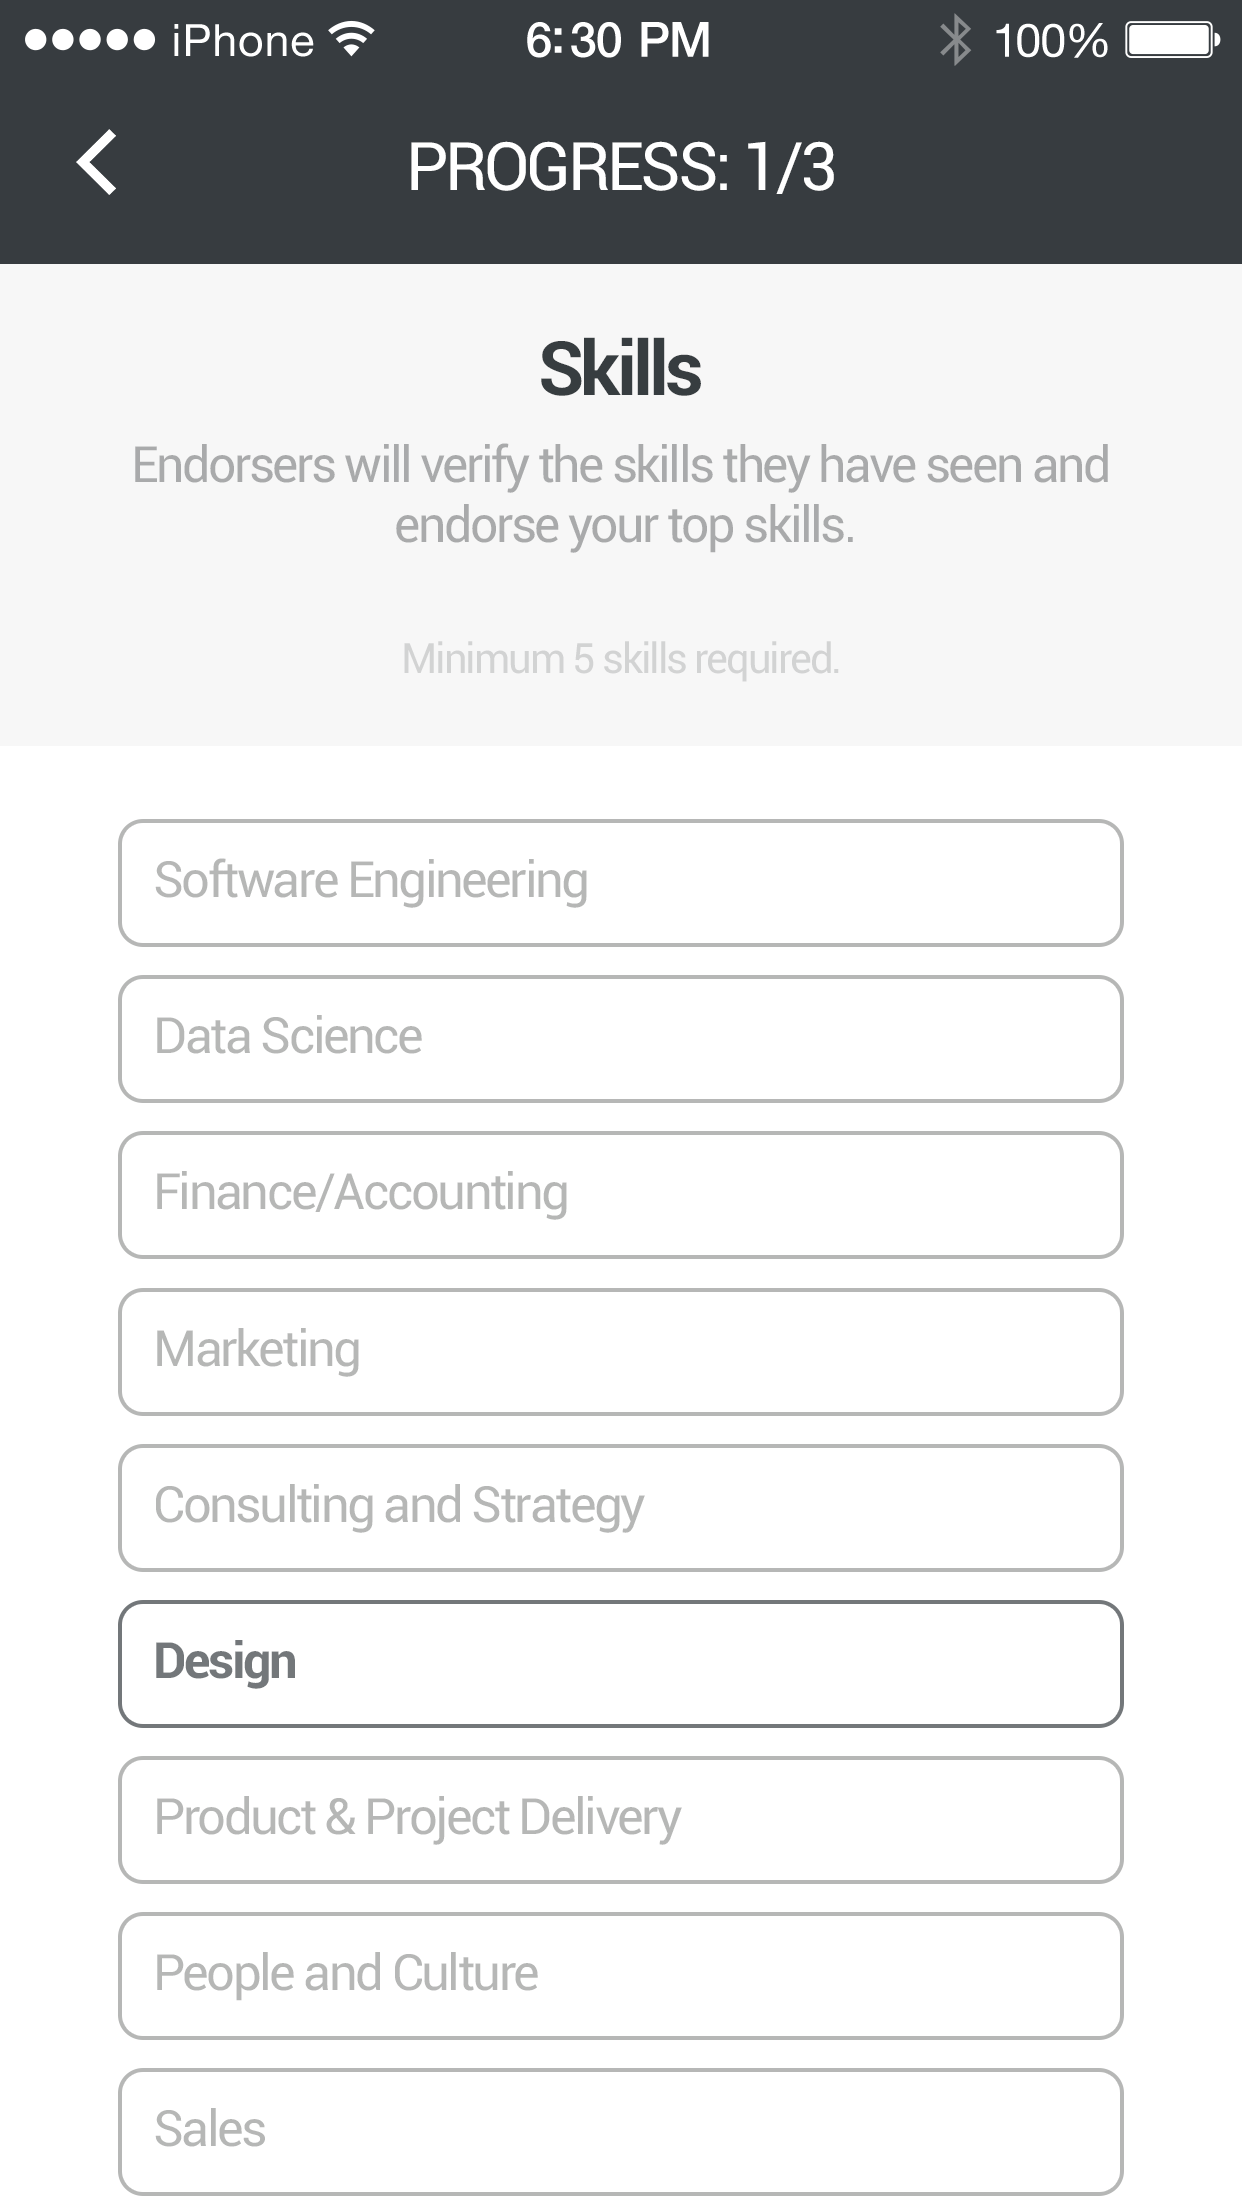 iPhone 6:30 PM 100%
PROGRESS: 1/3
Skills
Endorsers will verify the skills they have seen and
endorse your top skills.
Minimum 5 skills required.
Software Engineering
Data Science
Finance/Accounting
Marketing
Consulting and Strategy
Design
Product & Project Delivery
People and Culture
Sales